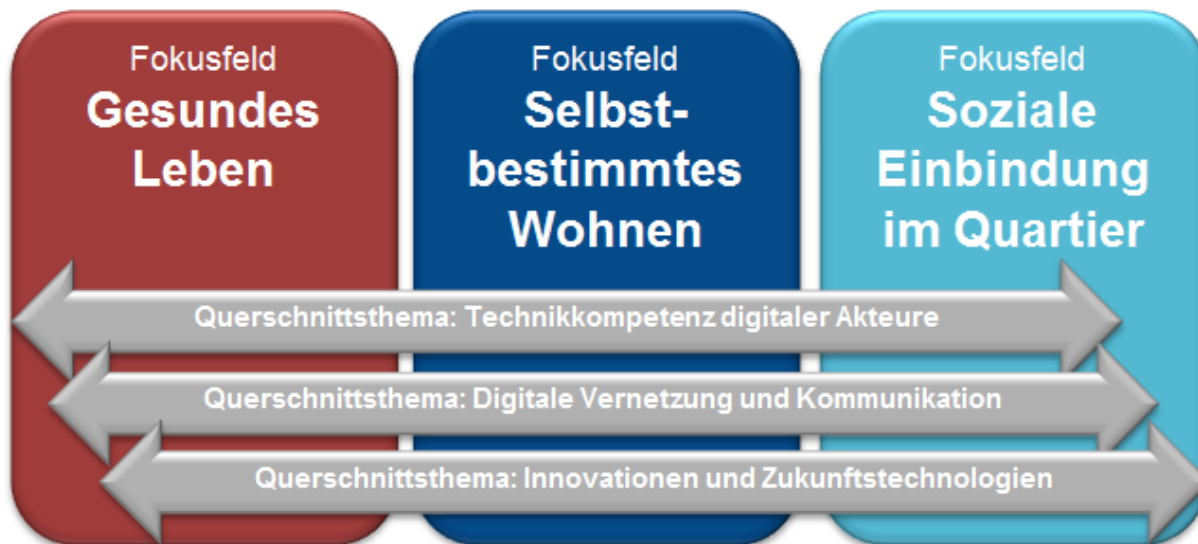 Fokusfeld
Gesundes
Leben
Fokusfeld
Selbst-
bestimmtes
Wohnen
Fokusfeld
Soziale
Einbindung
im Quartier
Querschnittsthema: Technikkompetenz digitaler Akteure
Querschnittsthema: Digitale Vernetzung und Kommunikation
Querschnittsthema: Innovationen und Zukunftstechnologien